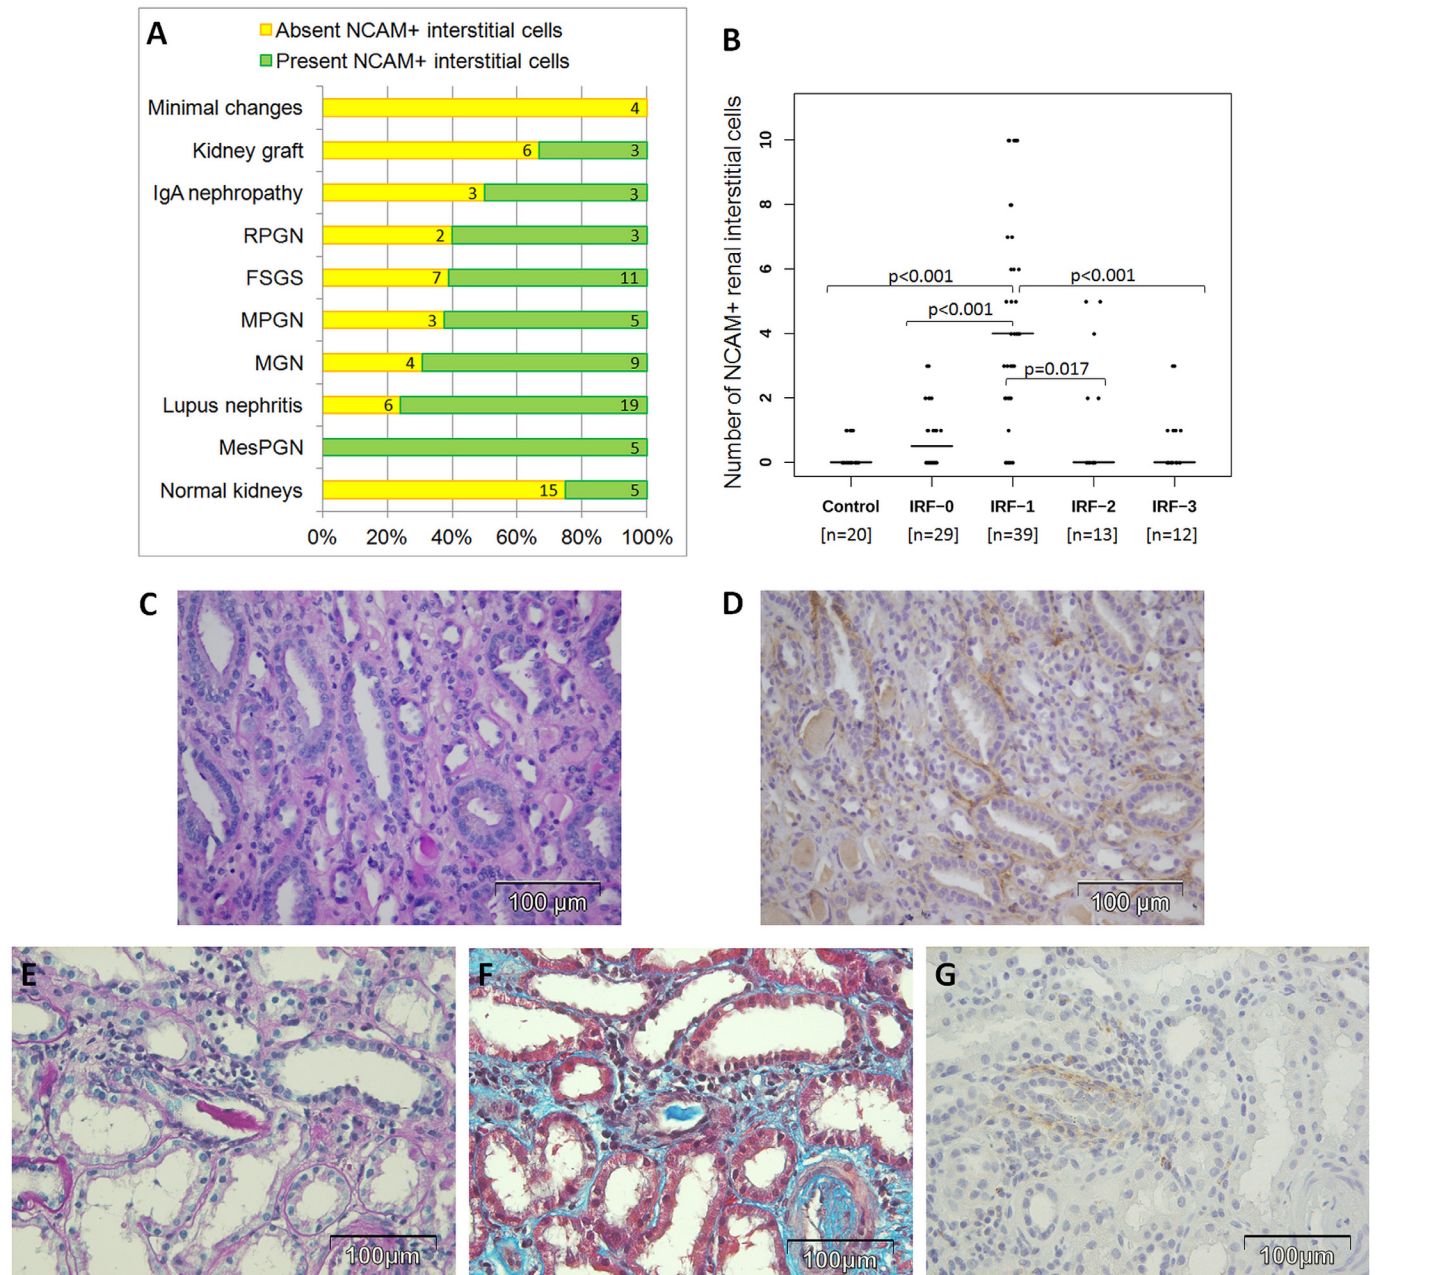 A
Absent NCAM+ interstitial cells
Present NCAM+ interstitial cells
Minimal changes 4
Kidney graft 6 3
IgA nephropathy 3 3
RPGN 2 3
FSGS 7 11
MPGN 3 5
MGN 4 9
Lupus nephritis 6 19
MesPGN 5
Normal kidneys 15 5
0% 20% 40% 60% 80% 100%
B
Number of NCAM+ renal interstitial cells
10
8
6
4
2
0
p<0.001 p<0.001
p<0.001
p=0.017
Control IRF−0 IRF−1 IRF−2 IRF−3
[n=20] [n=29] [n=39] [n=13] [n=12]
C
100 µm
D
100 µm
E
100µm
F
100µm
G
100µm